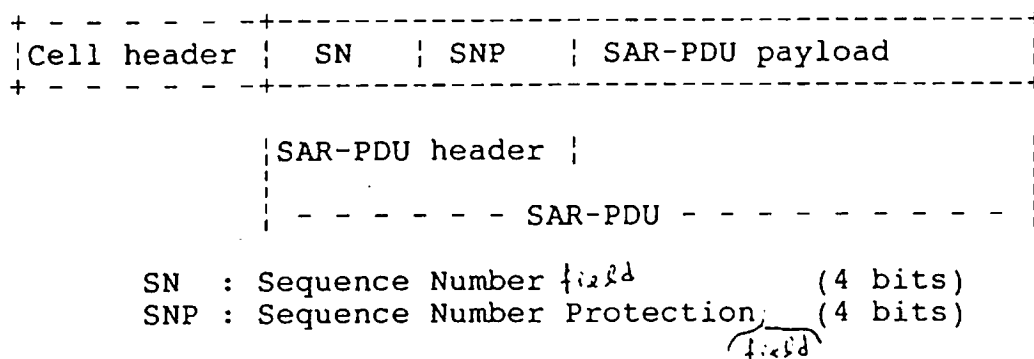 Cell header SN SNP SAR-PDU payload
SAR-PDU header
SAR-PDU
SN : Sequence Number field (4 bits)
SNP : Sequence Number Protection (4 bits)
field